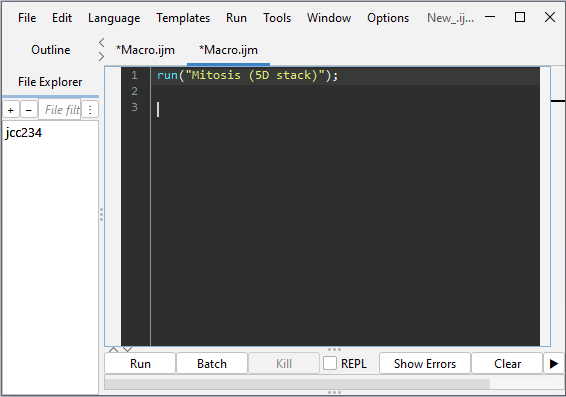 File Edit Language Templates Run Tools Window Options New_.ij...
Outline
*Macro.ijm *Macro.ijm
File Explorer
+ - File filt
jcc234
1 run("Mitosis (5D stack)");
2
3
Run Batch Kill REPL Show Errors Clear